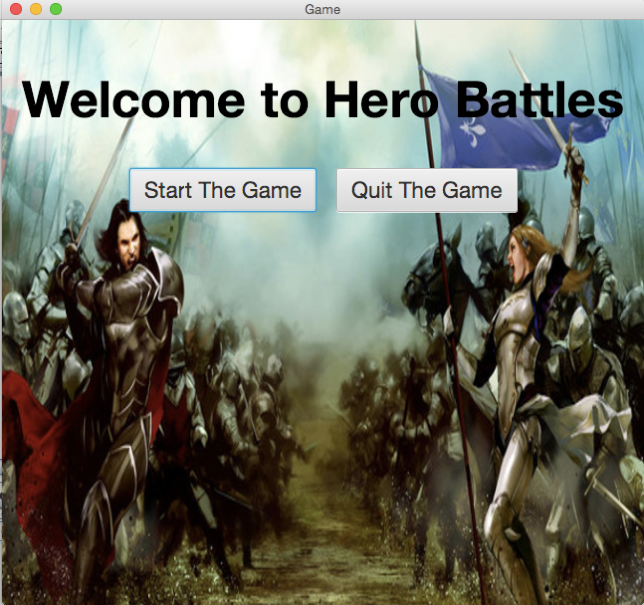 Game
Welcome to Hero Battles
Start The Game
Quit The Game